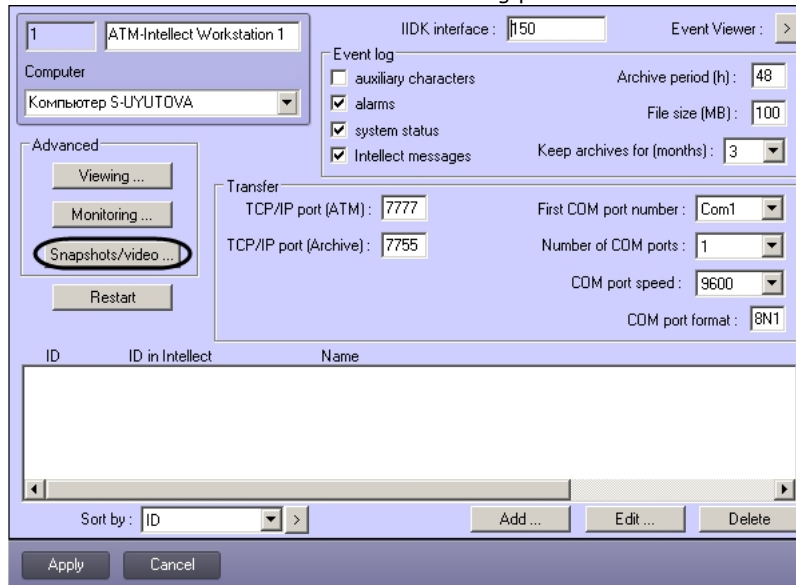 1 ATM-Intellect Workstation 1
IIDK interface : 150
Event Viewer : >
Computer
Компьютер S-UYUTOVA
Event log
auxiliary characters
alarms
system status
Intellect messages
Archive period (h) : 48
File size (MB) : 100
Keep archives for (months) : 3
Advanced
Viewing ...
Monitoring ...
Snapshots/video ...
Restart
Transfer
TCP/IP port (ATM) : 7777
TCP/IP port (Archive) : 7755
First COM port number : Com1
Number of COM ports : 1
COM port speed : 9600
COM port format : 8N1
ID ID in Intellect Name
Sort by : ID >
Add ... Edit ... Delete
Apply Cancel